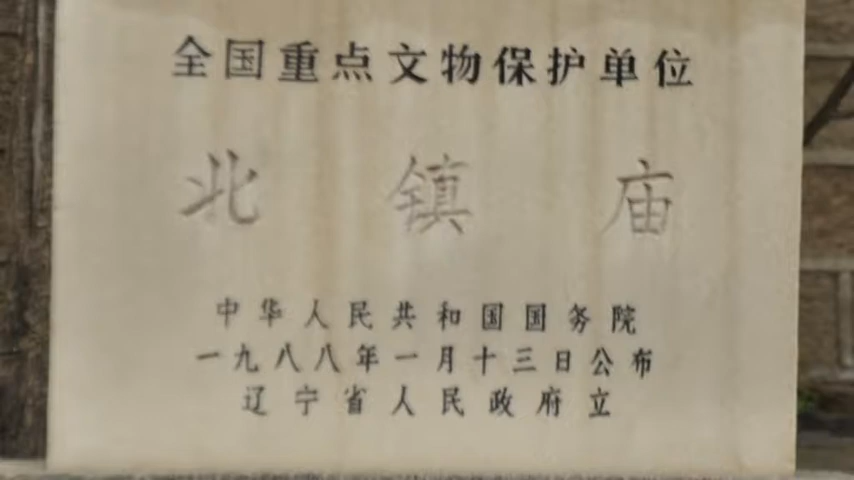 全国重点文物保护单位
北镇庙
中华人民共和国国务院
一九八八年一月十三日公布
辽宁省人民政府立